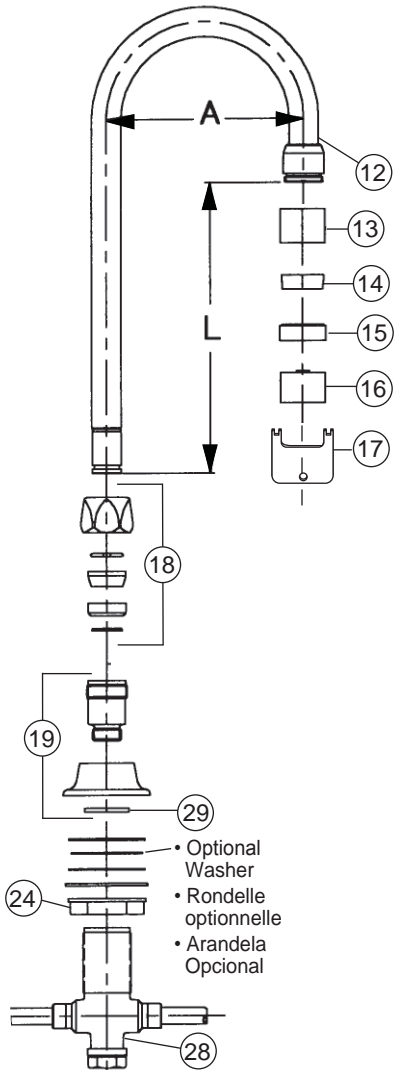 A
12
13
14
L
15
16
17
18
19
29
• Optional
Washer
24
• Rondelle
optionnelle
• Arandela
Opcional
28